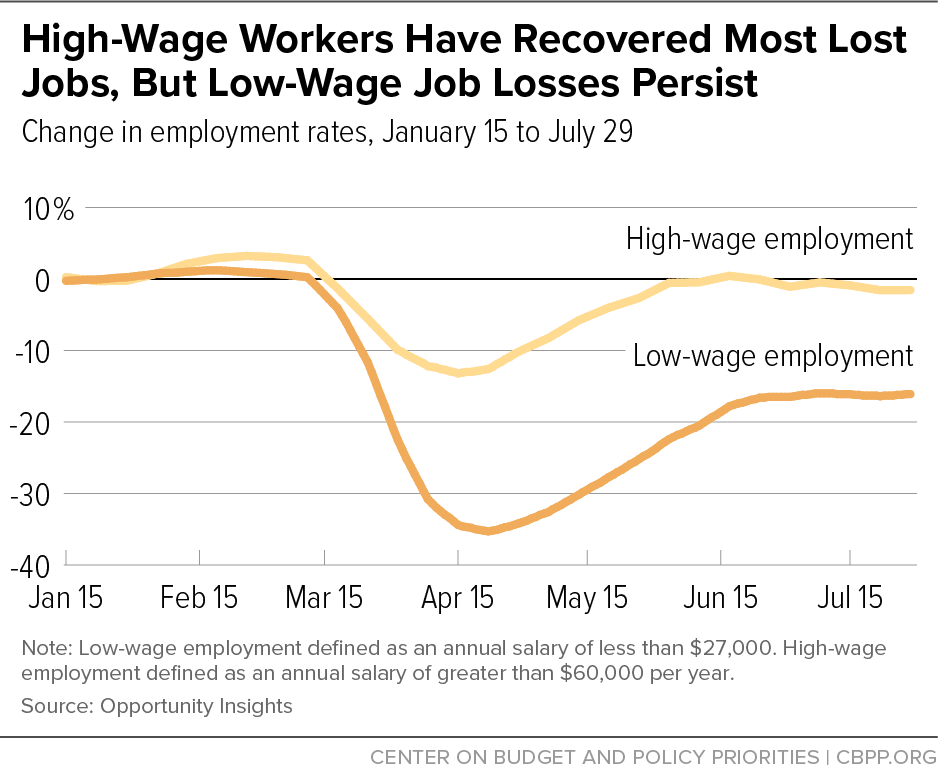 High-Wage Workers Have Recovered Most Lost
Jobs, But Low-Wage Job Losses Persist
Change in employment rates, January 15 to July 29
10%
High-wage employment
0
-10
Low-wage employment
-20
-30
-40
Jan 15 Feb 15 Mar 15 Apr 15 May 15 Jun 15 Jul 15
Note: Low-wage employment defined as an annual salary of less than $27,000. High-wage
employment defined as an annual salary of greater than $60,000 per year.
Source: Opportunity Insights
CENTER ON BUDGET AND POLICY PRIORITIES | CBPP.ORG